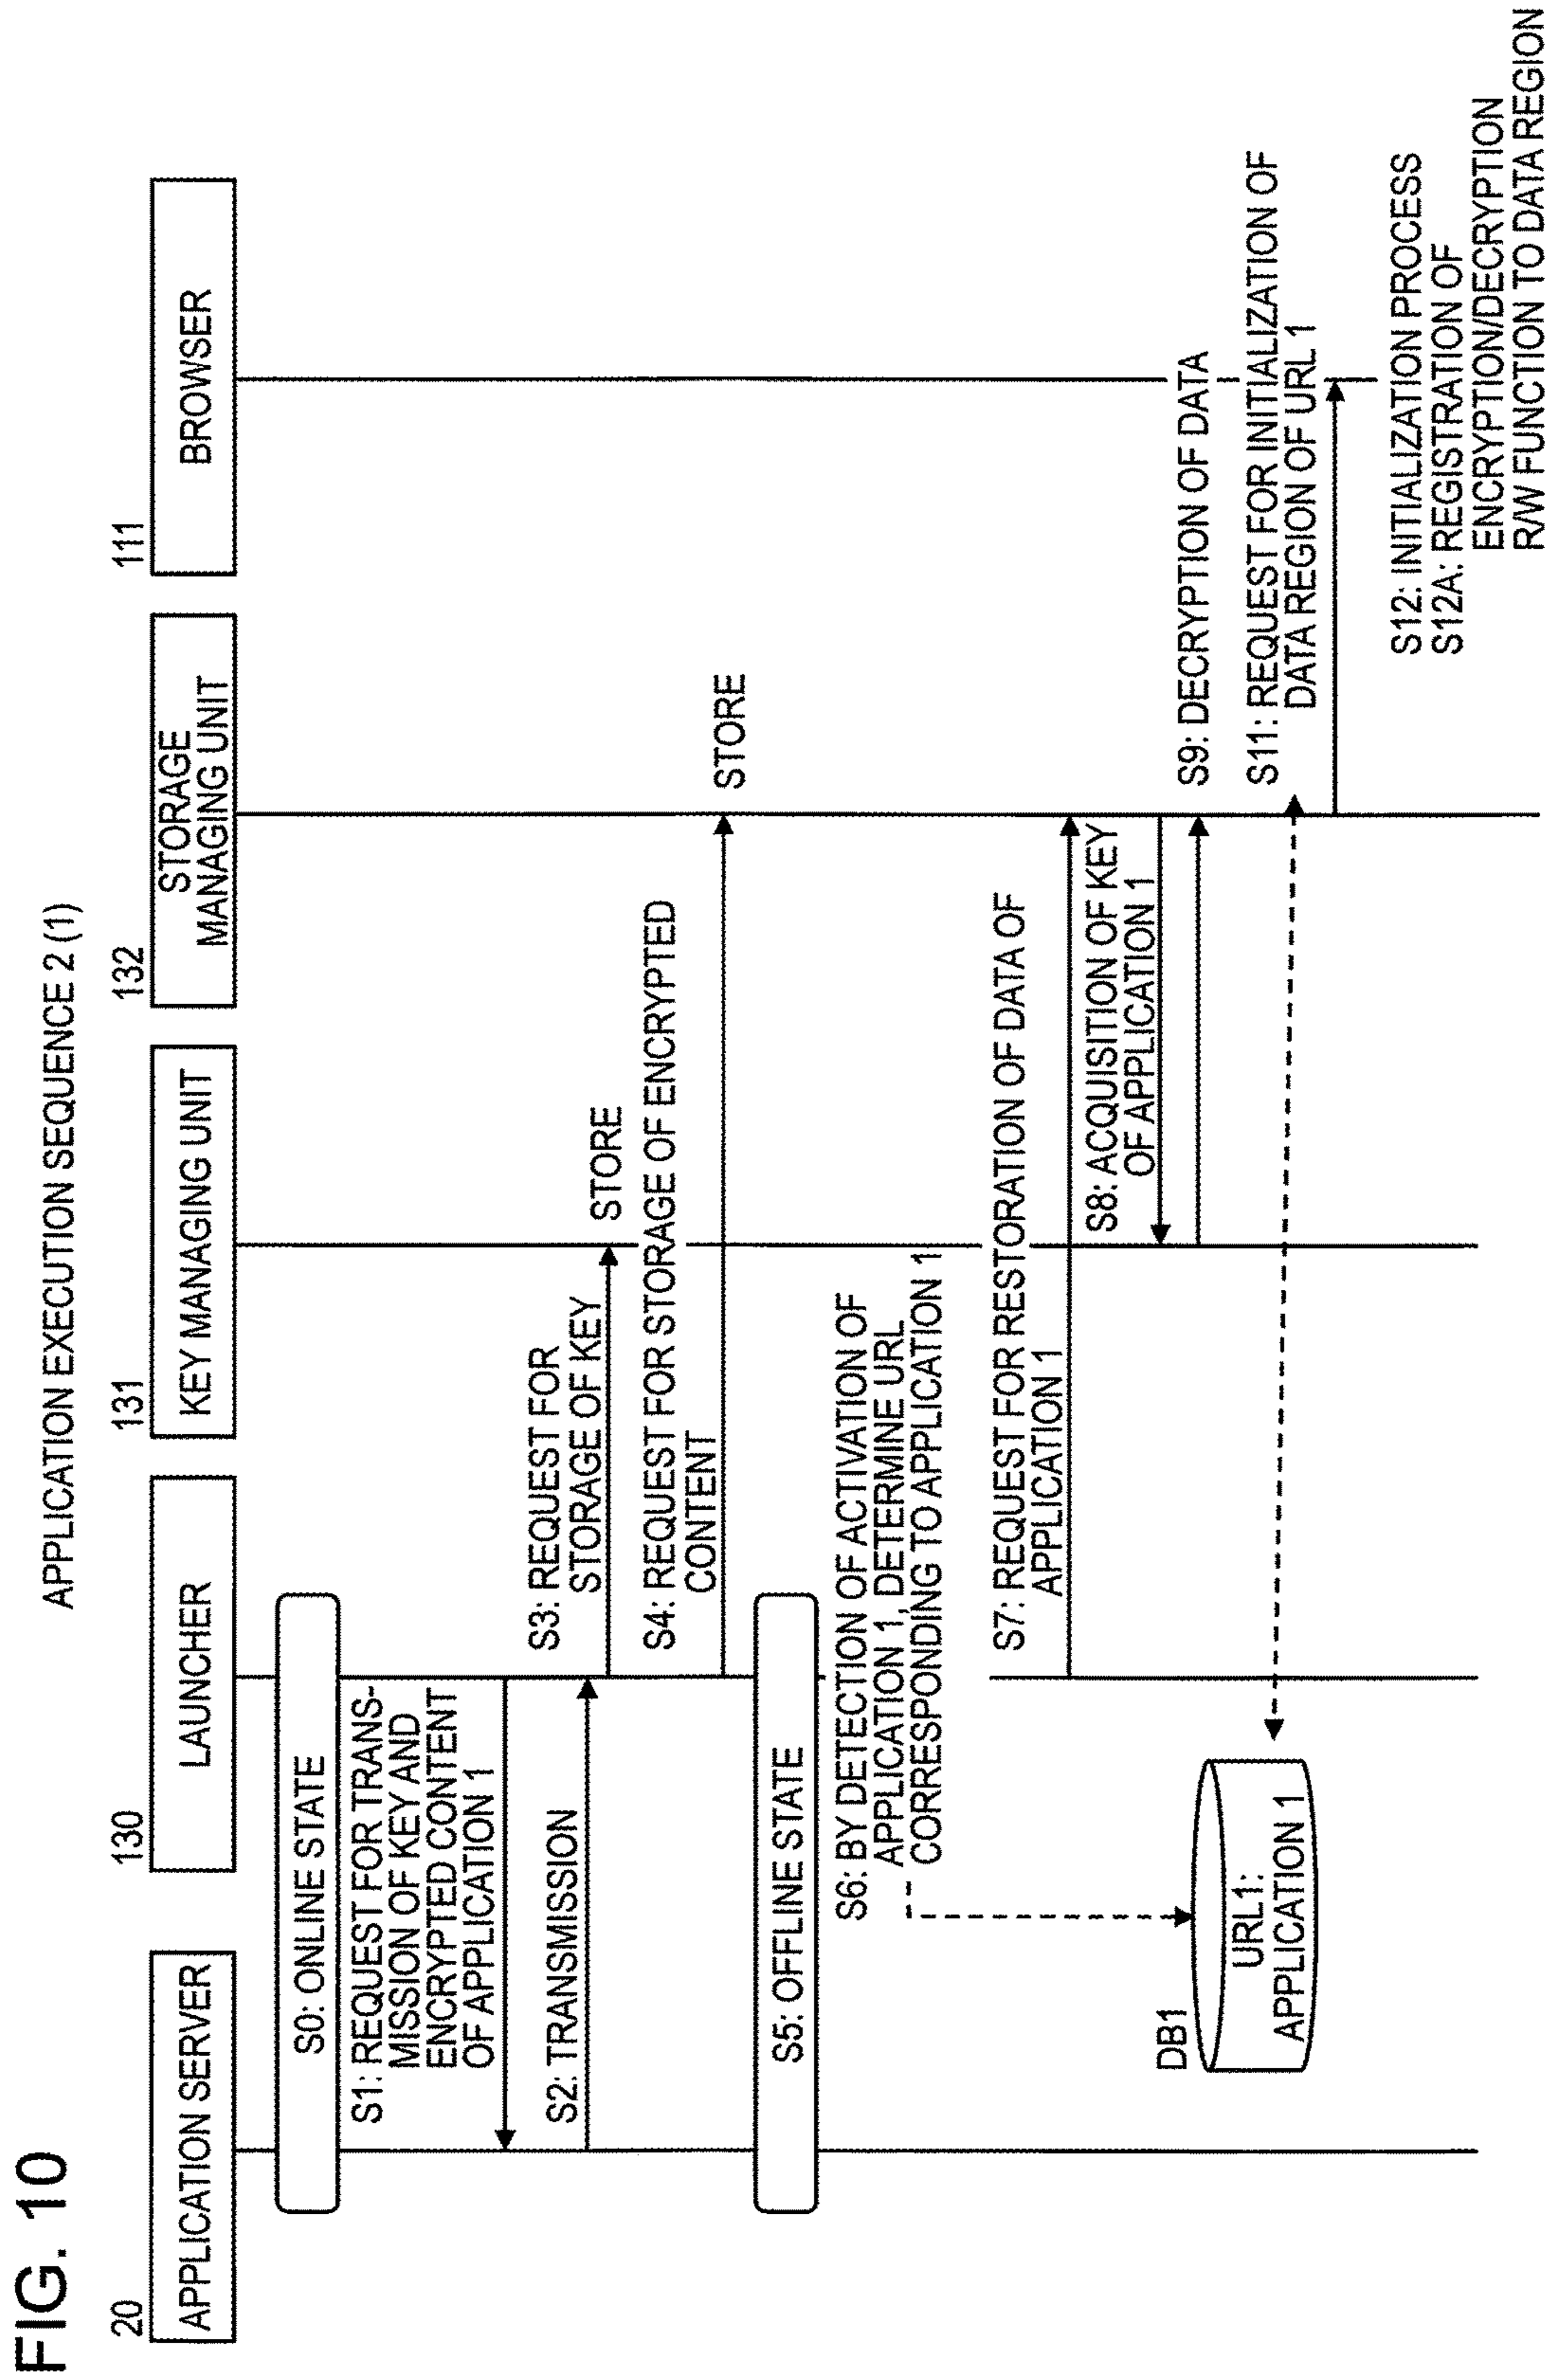 FIG. 10
APPLICATION EXECUTION SEQUENCE 2 (1)
20
APPLICATION SERVER
130
LAUNCHER
131
KEY MANAGING UNIT
132
STORAGE
MANAGING UNIT
111
BROWSER
S0: ONLINE STATE
S1: REQUEST FOR TRANS-
MISSION OF KEY AND
ENCRYPTED CONTENT
OF APPLICATION 1
S2: TRANSMISSION
S3: REQUEST FOR
STORAGE OF KEY
STORE
S4: REQUEST FOR STORAGE OF ENCRYPTED
CONTENT
STORE
S5: OFFLINE STATE
S6: BY DETECTION OF ACTIVATION OF
APPLICATION 1, DETERMINE URL
CORRESPONDING TO APPLICATION 1
S7: REQUEST FOR RESTORATION OF DATA OF
APPLICATION 1
S8: ACQUISITION OF KEY
OF APPLICATION 1
S9: DECRYPTION OF DATA
DB1
URL1:
APPLICATION 1
S11: REQUEST FOR INITIALIZATION OF
DATA REGION OF URL 1
S12: INITIALIZATION PROCESS
S12A: REGISTRATION OF
ENCRYPTION/DECRYPTION
R/W FUNCTION TO DATA REGION